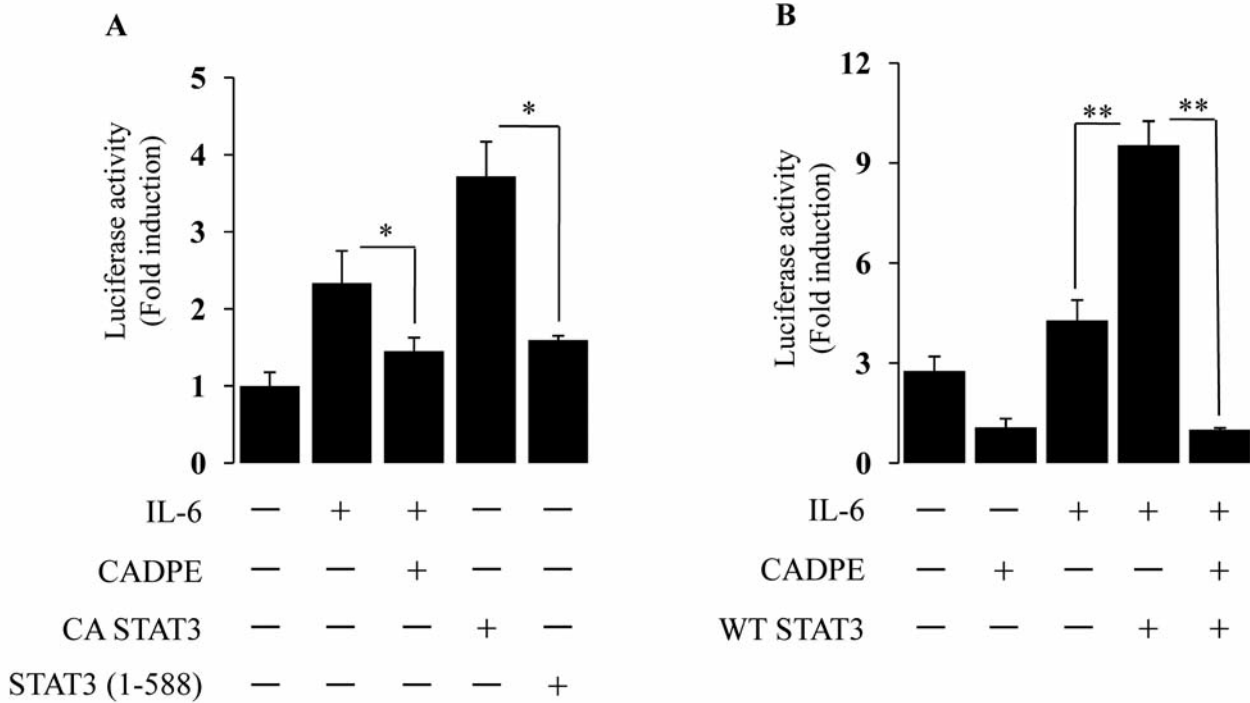 A
Luciferase activity
(Fold induction)
5
4
3
2
1
0
*
*
IL-6 — + + — —
CADPE — — + — —
CA STAT3 — — — + —
STAT3 (1-588) — — — — +
B
Luciferase activity
(Fold induction)
12
9
6
3
0
**
**
IL-6 — — + + +
CADPE — + — — +
WT STAT3 — — — + +